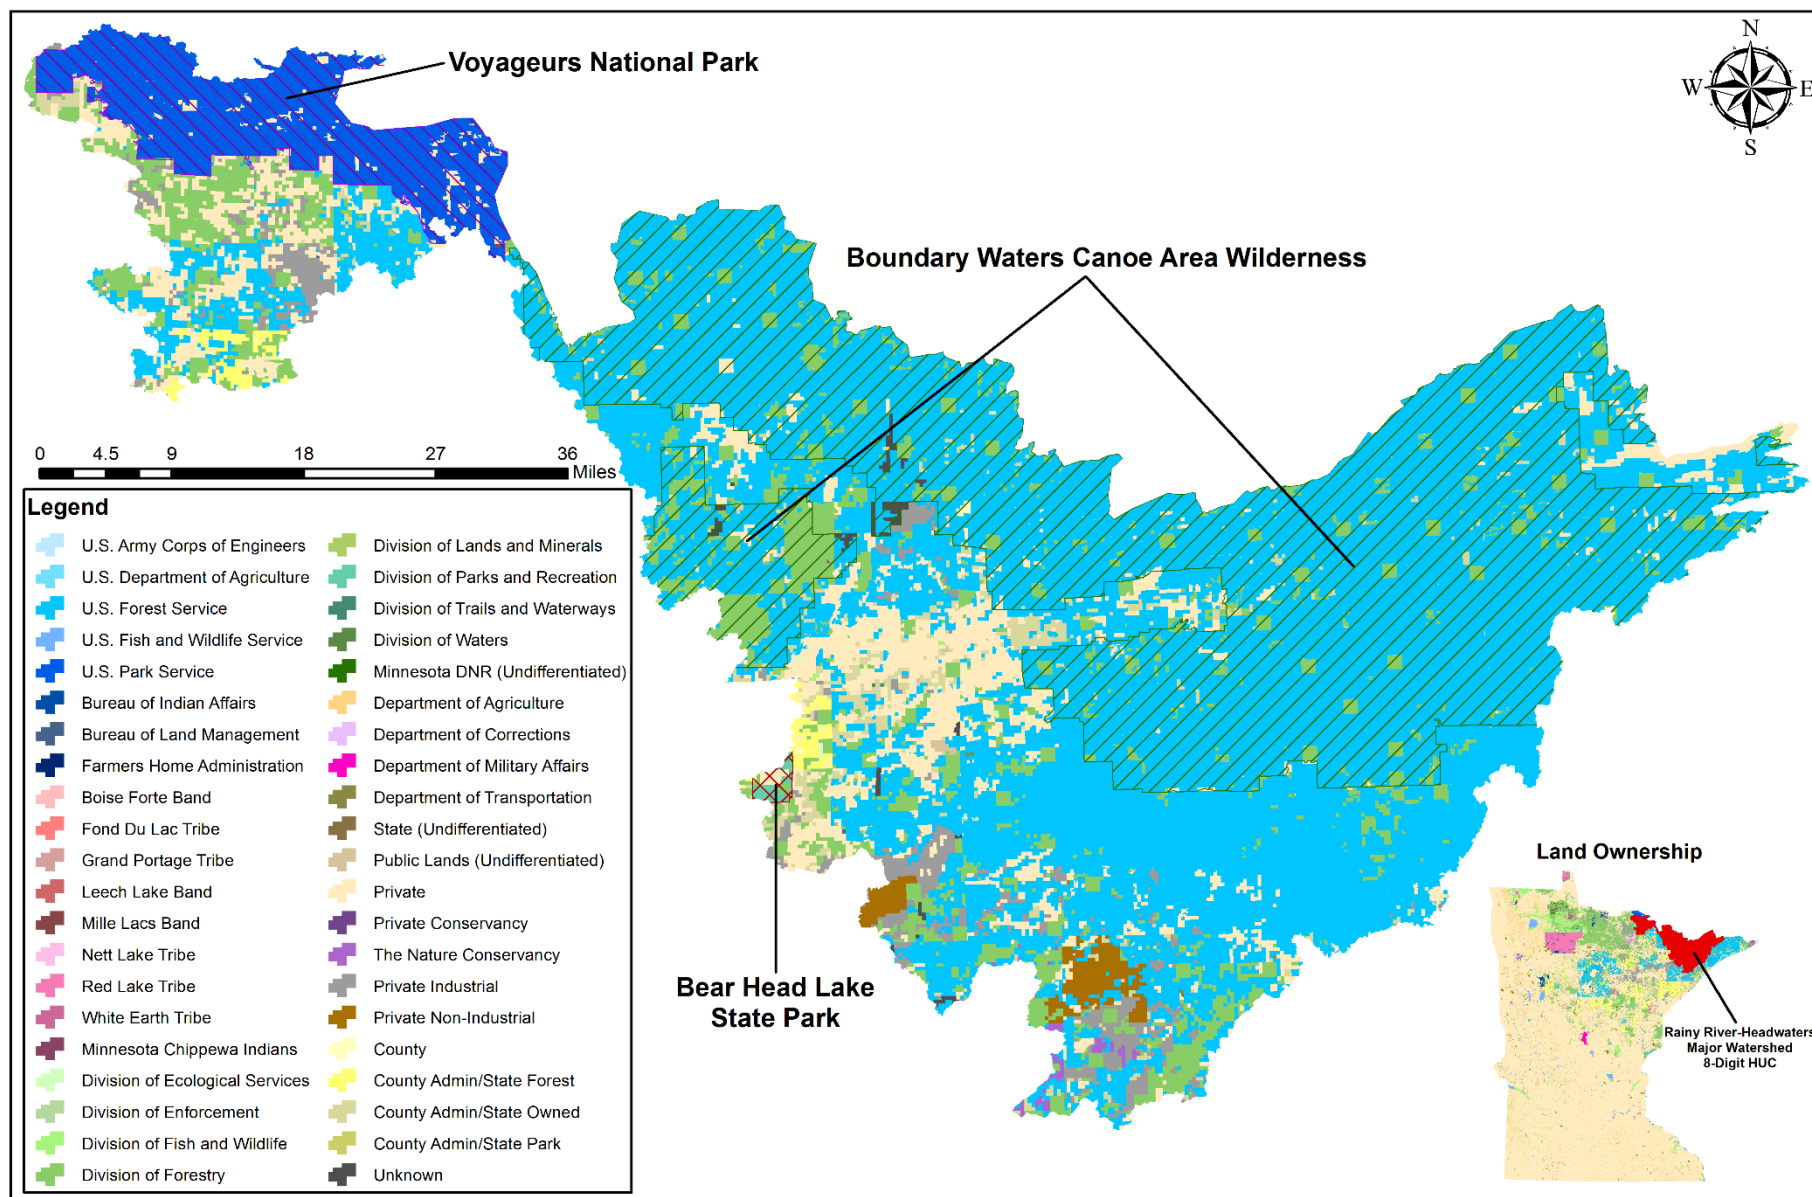 Voyageurs National Park
N
W E
S
Boundary Waters Canoe Area Wilderness
0 4.5 9 18 27 36
Miles
Legend
U.S. Army Corps of Engineers
U.S. Department of Agriculture
U.S. Forest Service
U.S. Fish and Wildlife Service
U.S. Park Service
Bureau of Indian Affairs
Bureau of Land Management
Farmers Home Administration
Boise Forte Band
Fond Du Lac Tribe
Grand Portage Tribe
Leech Lake Band
Mille Lacs Band
Nett Lake Tribe
Red Lake Tribe
White Earth Tribe
Minnesota Chippewa Indians
Division of Ecological Services
Division of Enforcement
Division of Fish and Wildlife
Division of Forestry
Division of Lands and Minerals
Division of Parks and Recreation
Division of Trails and Waterways
Division of Waters
Minnesota DNR (Undifferentiated)
Department of Agriculture
Department of Corrections
Department of Military Affairs
Department of Transportation
State (Undifferentiated)
Public Lands (Undifferentiated)
Private
Private Conservancy
The Nature Conservancy
Private Industrial
Private Non-Industrial
County
County Admin/State Forest
County Admin/State Owned
County Admin/State Park
Unknown
Bear Head Lake
State Park
Land Ownership
Rainy River-Headwaters
Major Watershed
8-Digit HUC